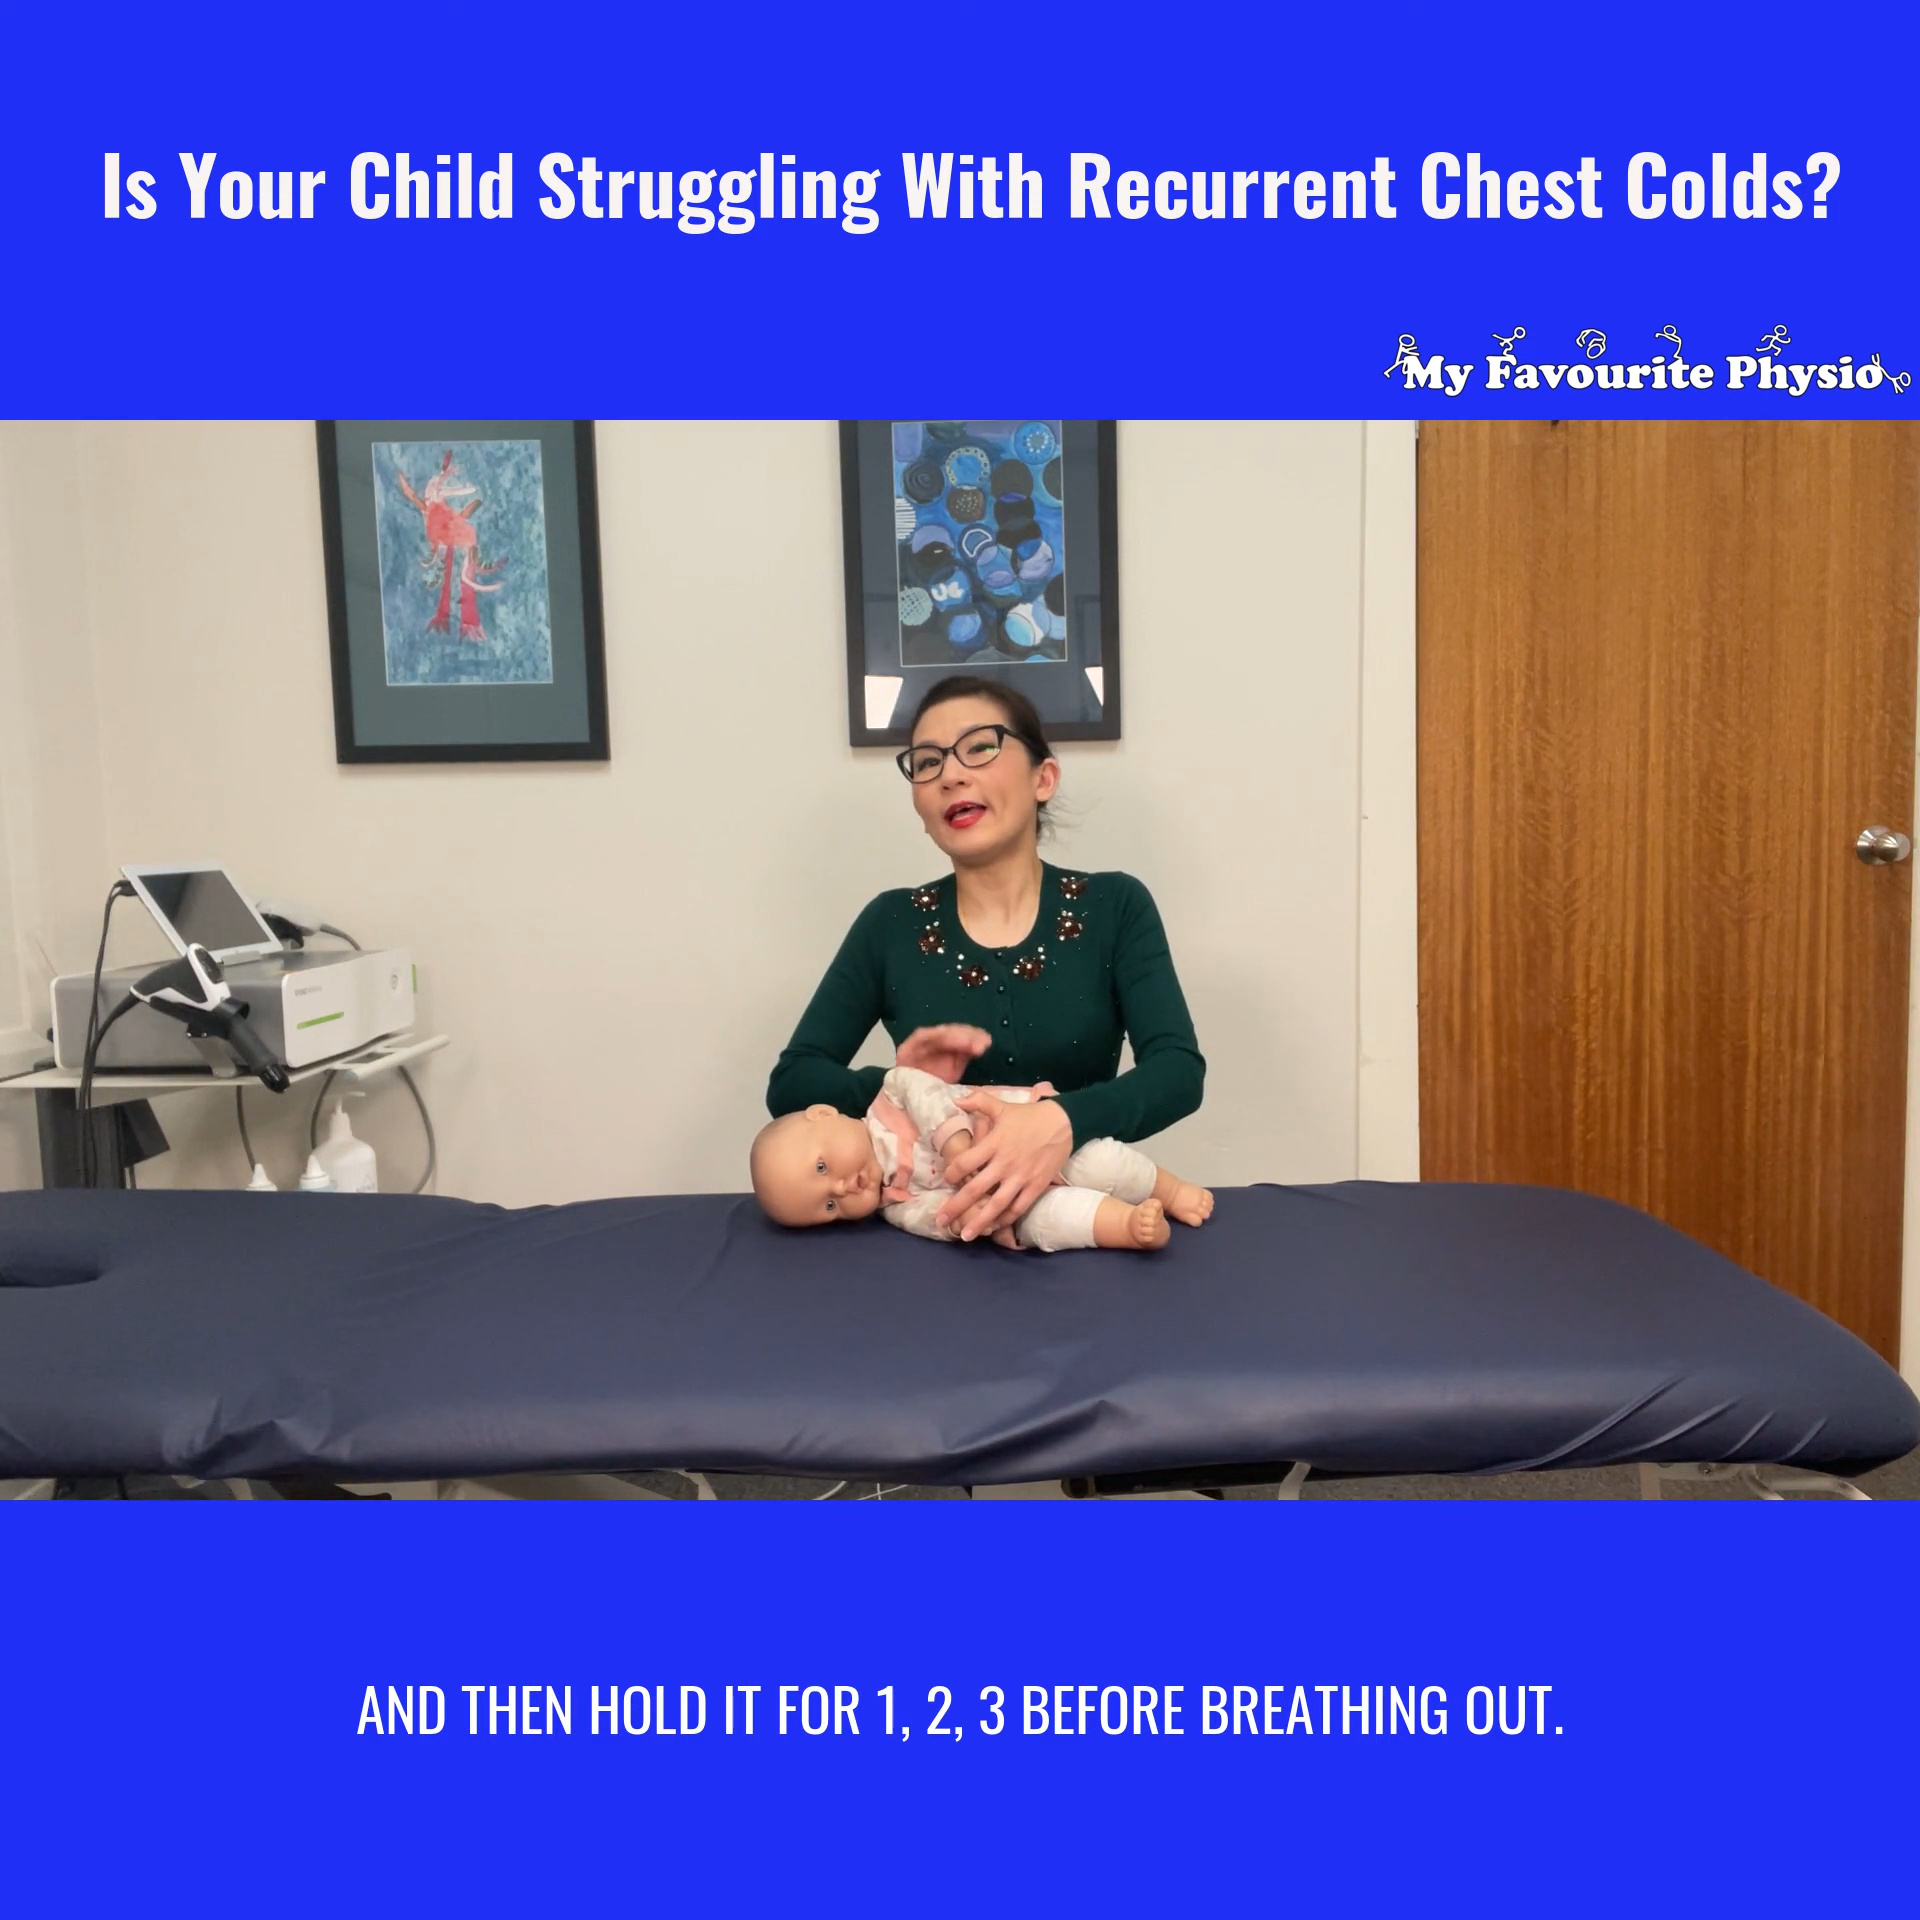 Is Your Child Struggling With Recurrent Chest Colds?
My Favourite Physio
AND THEN HOLD IT FOR 1, 2, 3 BEFORE BREATHING OUT.